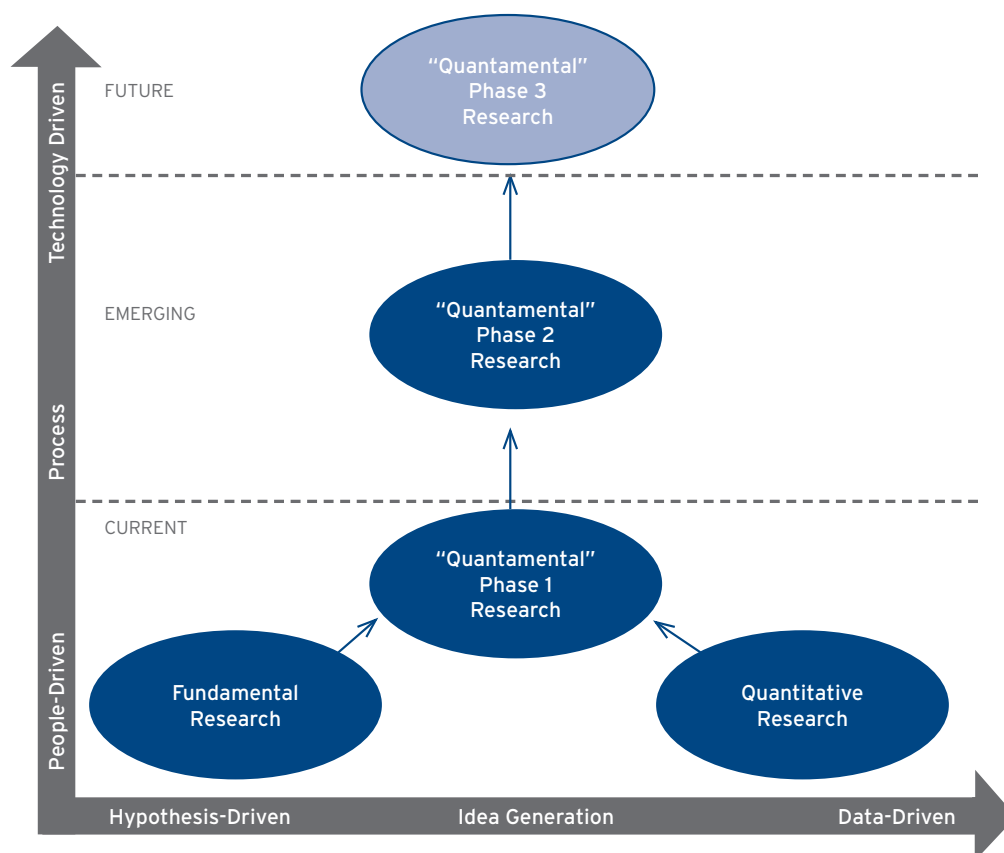 FUTURE
“Quantamental”
Phase 3
Research
Technology Driven
EMERGING
“Quantamental”
Phase 2
Research
Process
CURRENT
“Quantamental”
Phase 1
Research
People-Driven
Fundamental
Research
Quantitative
Research
Hypothesis-Driven
Idea Generation
Data-Driven